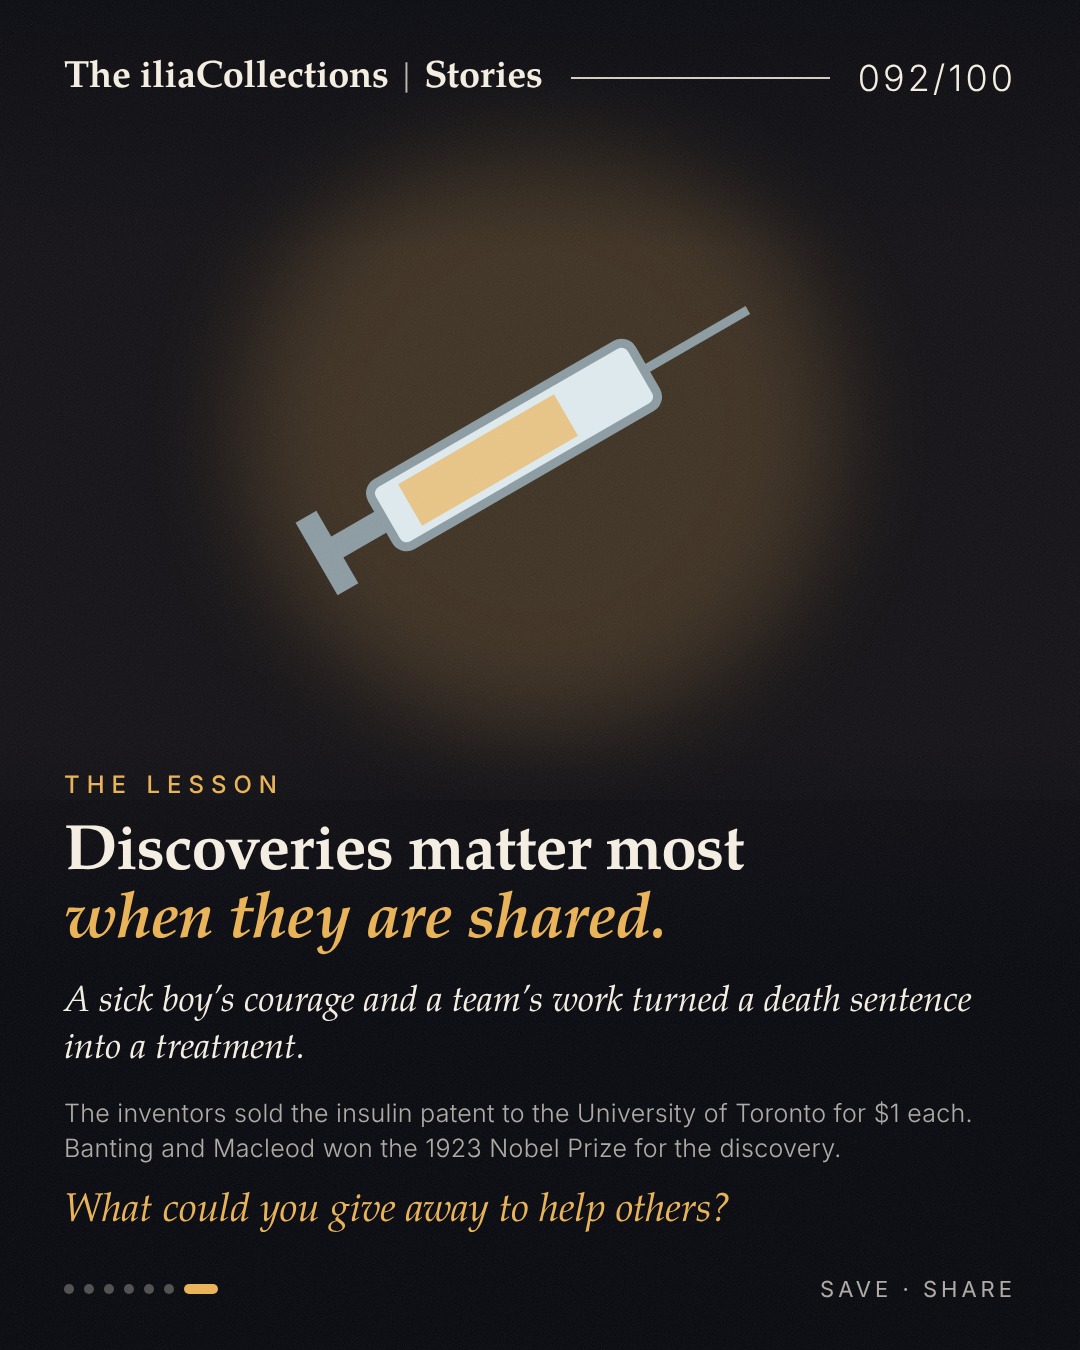 The iliaCollections | Stories 092/100
THE LESSON
Discoveries matter most
when they are shared.
A sick boy’s courage and a team’s work turned a death sentence
into a treatment.
The inventors sold the insulin patent to the University of Toronto for $1 each.
Banting and Macleod won the 1923 Nobel Prize for the discovery.
What could you give away to help others?
SAVE · SHARE